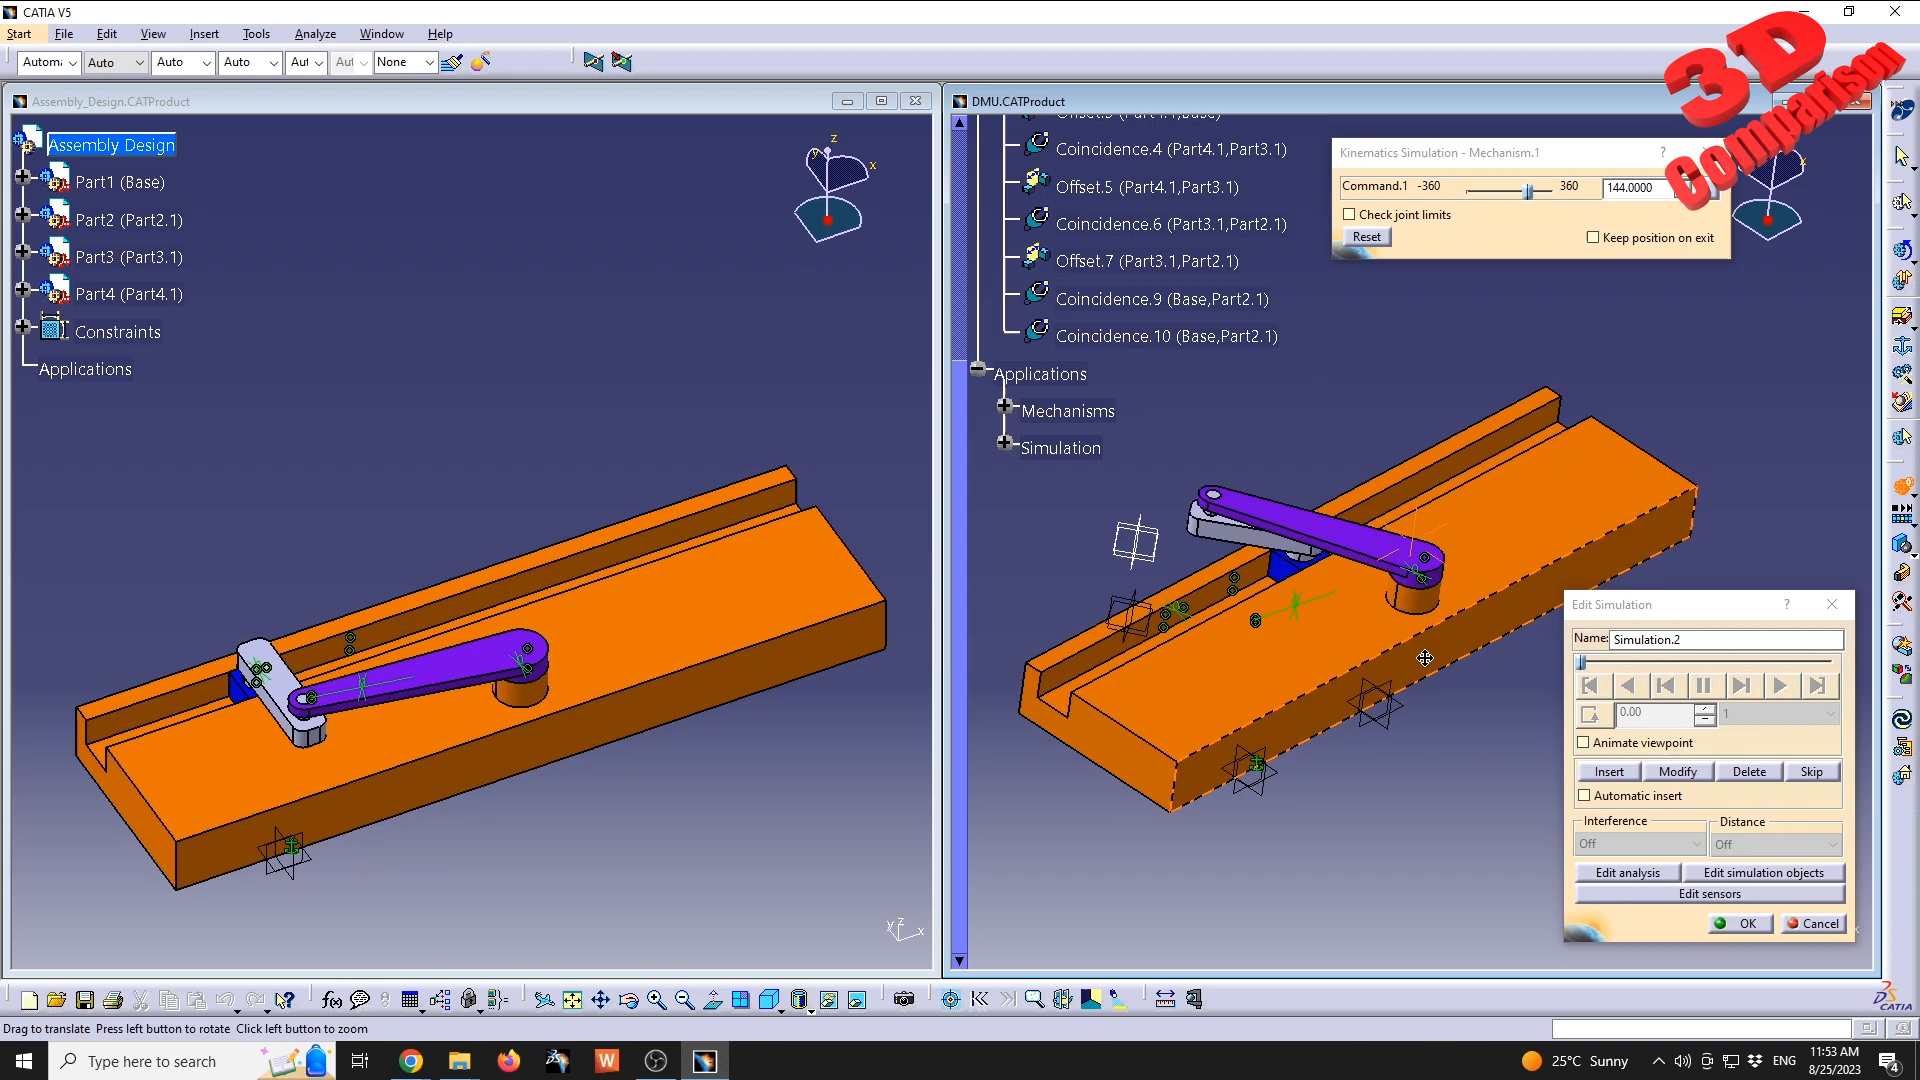 CATIA V5
Start File Edit View Insert Tools Analyze Window Help
Auto Auto Auto None
Assembly_Design.CATProduct
Assembly Design
Part1 (Base)
Part2 (Part2.1)
Part3 (Part3.1)
Part4 (Part4.1)
Constraints
Applications
z
y
x
y z x
DMU.CATProduct
Coincidence.4 (Part4.1,Part3.1)
Offset.5 (Part4.1,Part3.1)
Coincidence.6 (Part3.1,Part2.1)
Offset.7 (Part3.1,Part2.1)
Coincidence.9 (Base,Part2.1)
Coincidence.10 (Base,Part2.1)
Applications
Mechanisms
Simulation
3D
Comparison
Kinematics Simulation - Mechanism.1 ?
Command.1 -360 360 144.0000
Check joint limits
Reset
Keep position on exit
Edit Simulation ?
Name: Simulation.2
0.00 1
Animate viewpoint
Insert Modify Delete Skip
Automatic insert
Interference Distance
Off Off
Edit analysis Edit simulation objects
Edit sensors
OK Cancel
CATIA
Drag to translate Press left button to rotate Click left button to zoom
Type here to search
25°C Sunny
ENG
11:53 AM
8/25/2023
4